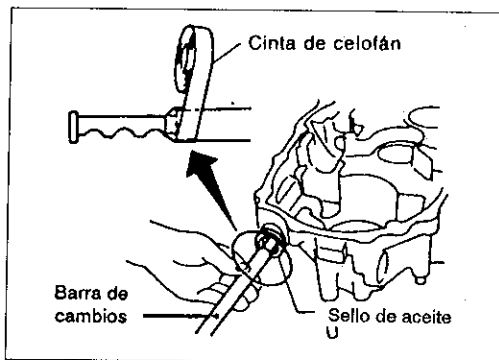 Cinta de celofán
Barra de
cambios
Sello de aceite
U